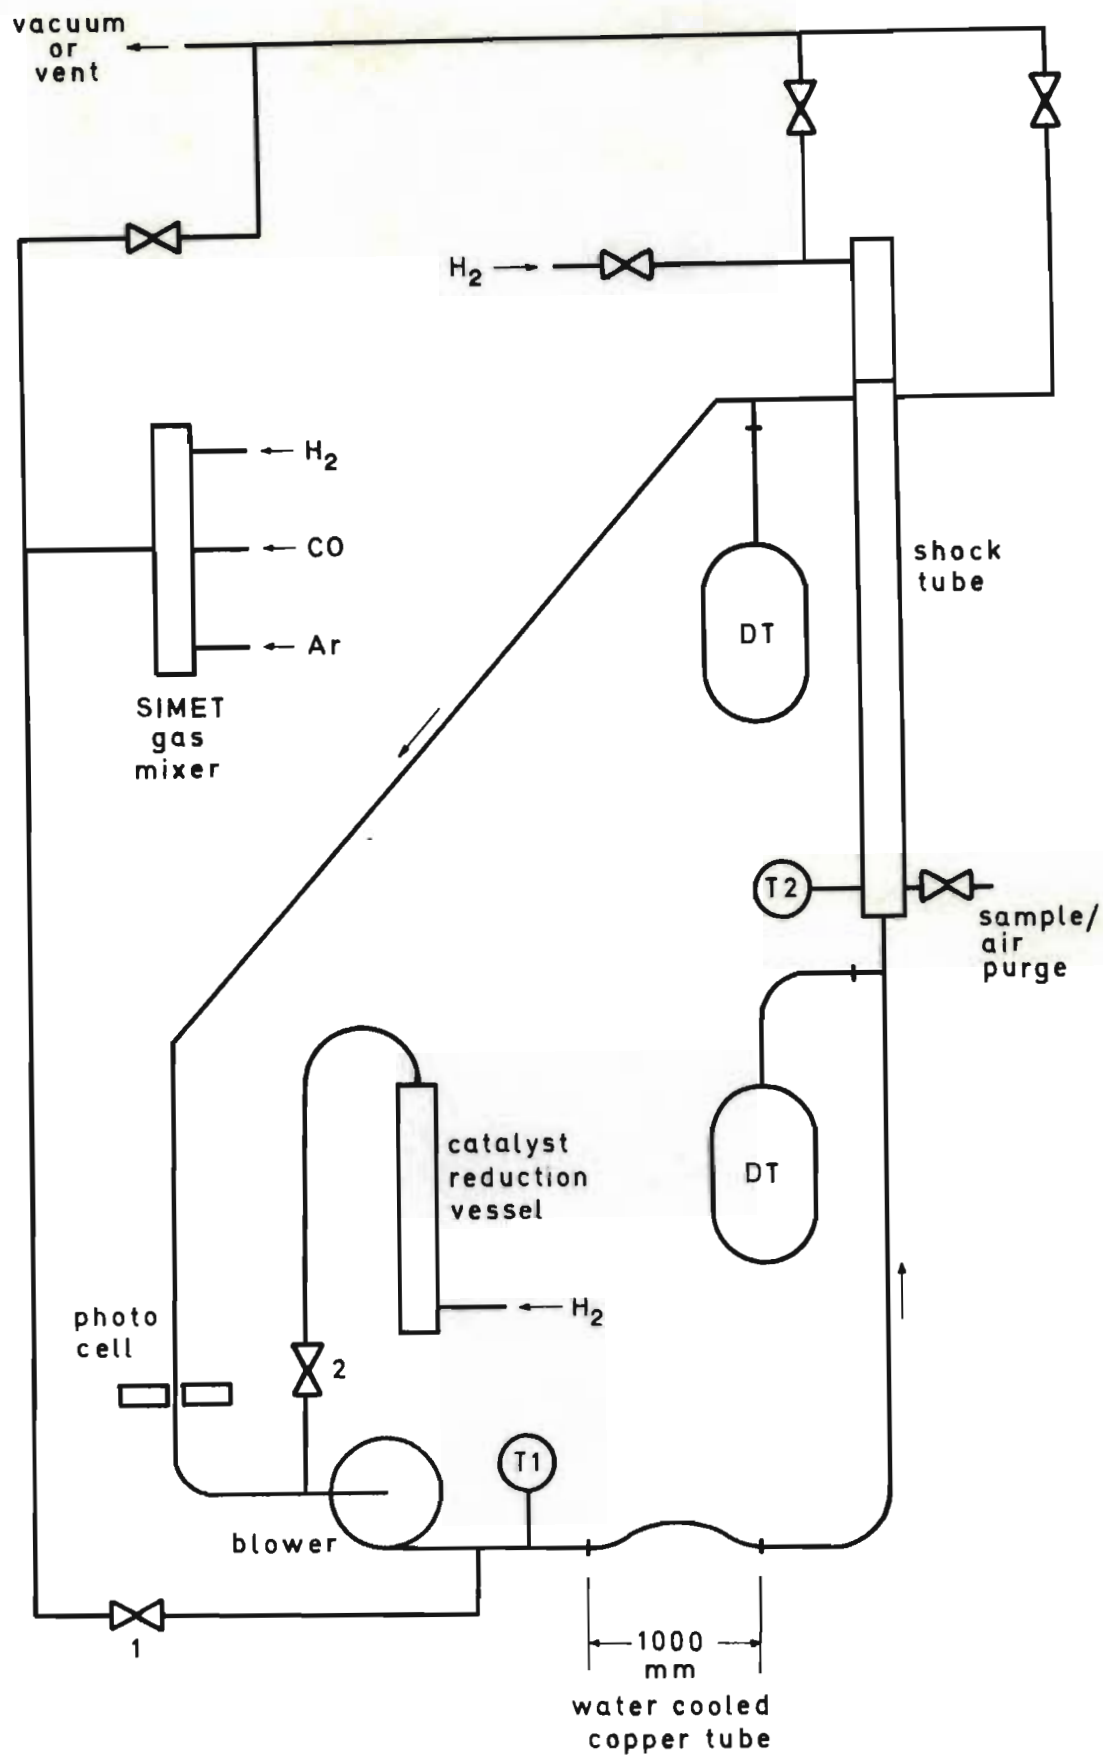 vacuum
or
vent
H2
H2
CO
Ar
SIMET
gas
mixer
shock
tube
DT
T2
sample/
air
purge
catalyst
reduction
vessel
DT
H2
photo
cell
2
T1
blower
1
1000
mm
water cooled
copper tube